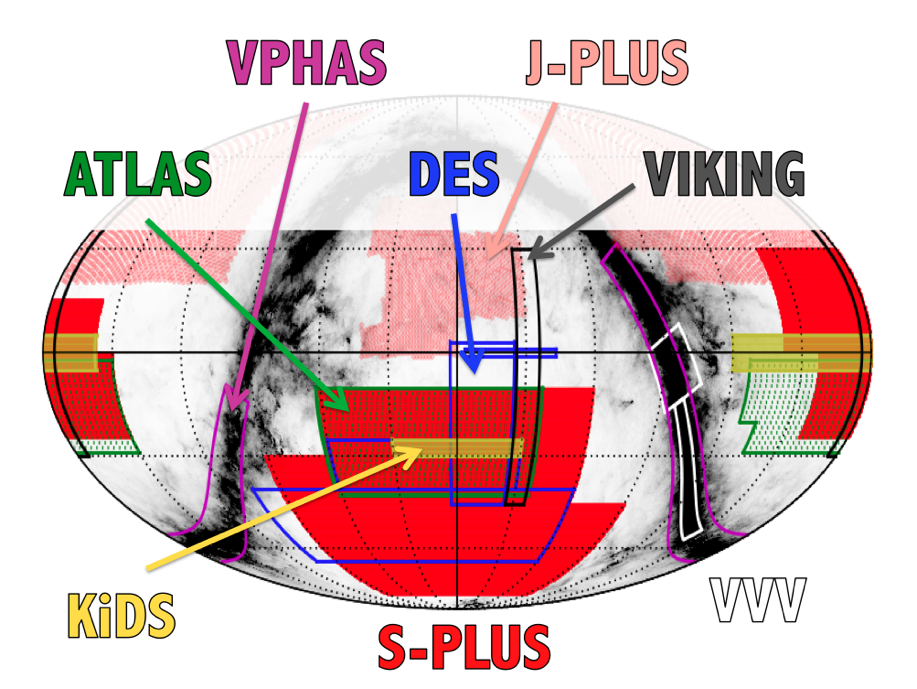 VPHAS
J-PLUS
ATLAS
DES
VIKING
KiDS
S-PLUS
VVV